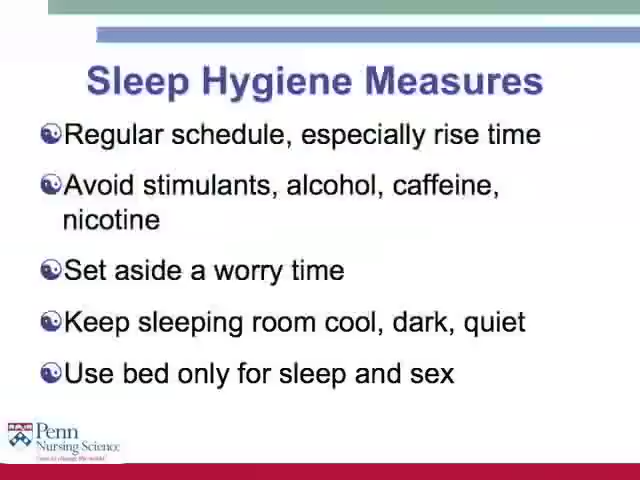 Sleep Hygiene Measures
Regular schedule, especially rise time
Avoid stimulants, alcohol, caffeine,
nicotine
Set aside a worry time
Keep sleeping room cool, dark, quiet
Use bed only for sleep and sex
Penn
Nursing Science